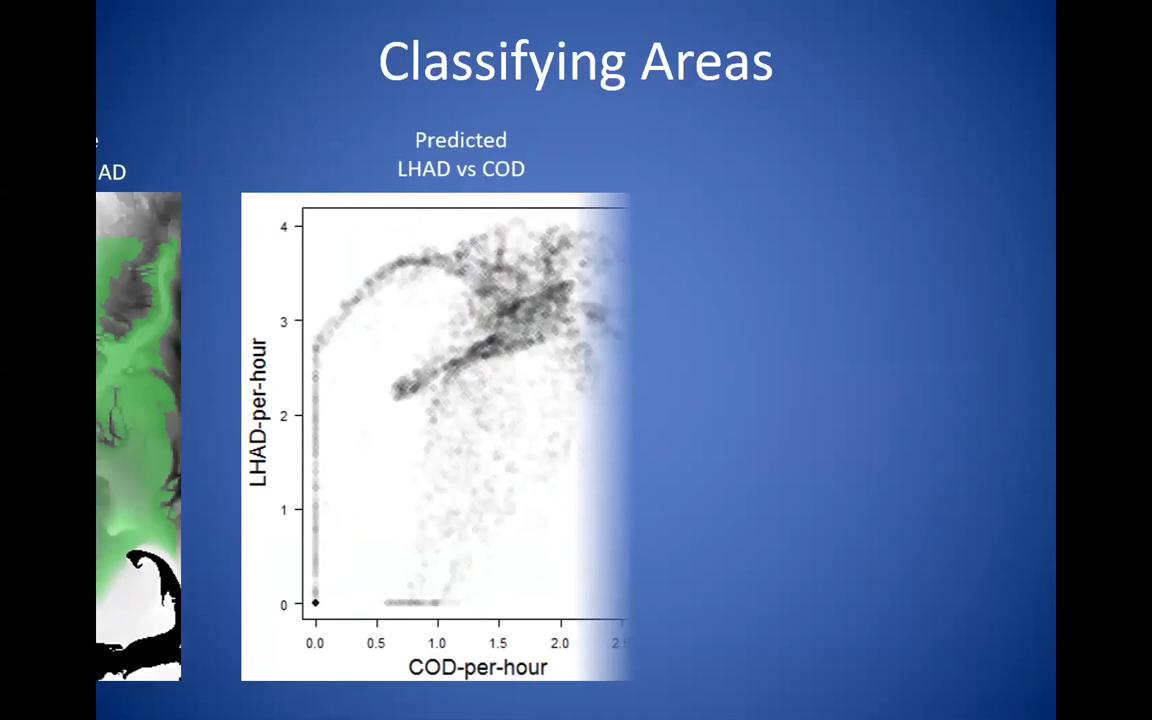 Classifying Areas
e
AD
Predicted
LHAD vs COD
4
3
2
1
0
LHAD-per-hour
0.0 0.5 1.0 1.5 2.0
COD-per-hour